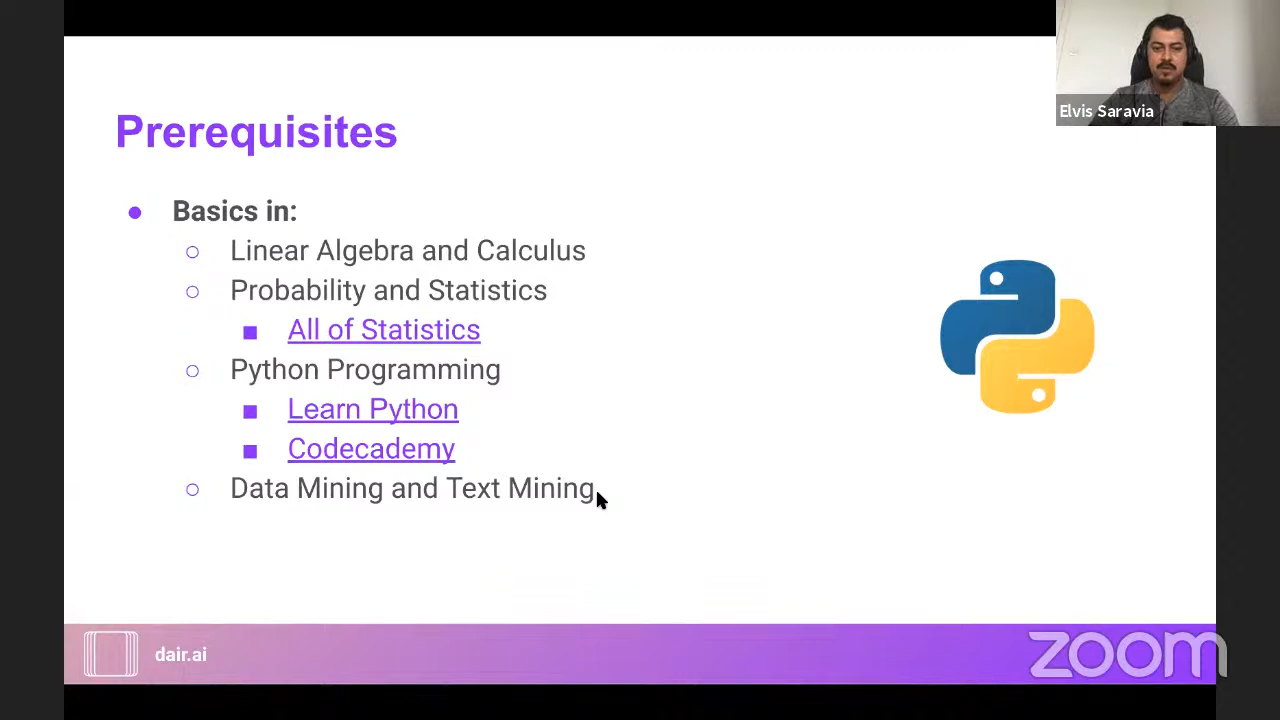 Elvis Saravia
Prerequisites
Basics in:
Linear Algebra and Calculus
Probability and Statistics
All of Statistics
Python Programming
Learn Python
Codecademy
Data Mining and Text Mining
dair.ai
zoom